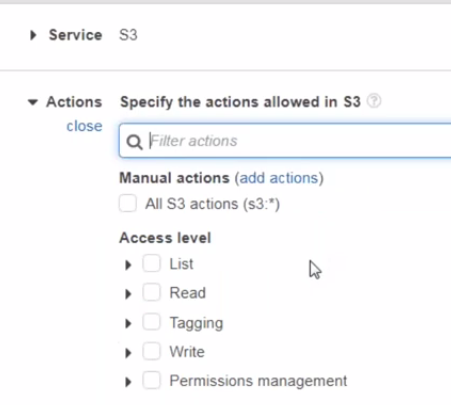 Service S3
Actions Specify the actions allowed in S3 ?
close
Filter actions
Manual actions (add actions)
All S3 actions (s3:*)
Access level
List
Read
Tagging
Write
Permissions management